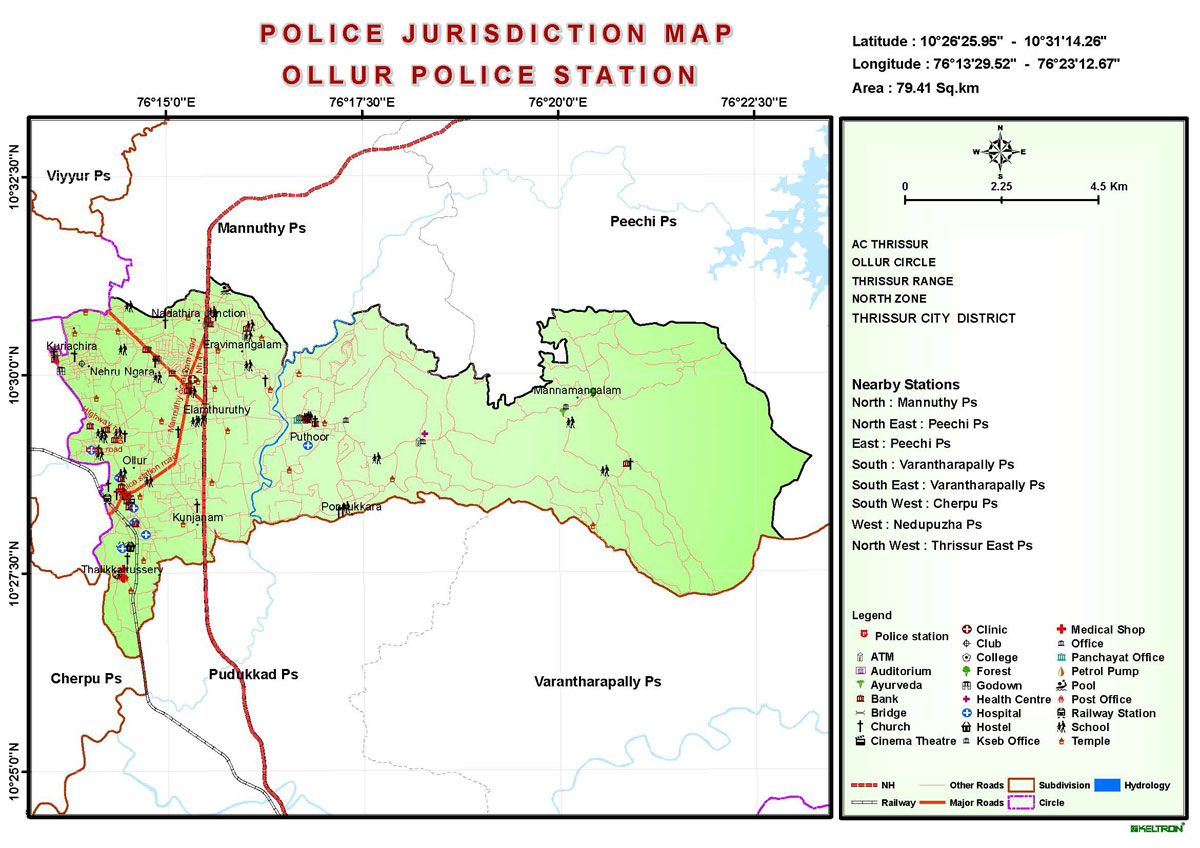 POLICE JURISDICTION MAP
OLLUR POLICE STATION
Latitude : 10°26'25.95" - 10°31'14.26"
Longitude : 76°13'29.52" - 76°23'12.67"
Area : 79.41 Sq.km
76°15'0"E 76°17'30"E 76°20'0"E 76°22'30"E
10°32'30"N
10°30'0"N
10°27'30"N
10°25'0"N
Viyyur Ps
Mannuthy Ps
Peechi Ps
Nadathira Junction
Kuriachira
Eravimangalam
Nehru Ngara
Mannamangalam
Elamthuruthy
Puthoor
Ollur
Ponnukkara
Kunjanam
Thalikkattussery
Cherpu Ps
Pudukkad Ps
Varantharapally Ps
N
W E
S
0 2.25 4.5 Km
AC THRISSUR
OLLUR CIRCLE
THRISSUR RANGE
NORTH ZONE
THRISSUR CITY DISTRICT
Nearby Stations
North : Mannuthy Ps
North East : Peechi Ps
East : Peechi Ps
South : Varantharapally Ps
South East : Varantharapally Ps
South West : Cherpu Ps
West : Nedupuzha Ps
North West : Thrissur East Ps
Legend
Police station
ATM
Auditorium
Ayurveda
Bank
Bridge
Church
Cinema Theatre
Clinic
Club
College
Forest
Godown
Health Centre
Hospital
Hostel
Kseb Office
Medical Shop
Office
Panchayat Office
Petrol Pump
Pool
Post Office
Railway Station
School
Temple
NH
Other Roads
Subdivision
Hydrology
Railway
Major Roads
Circle
KELTRON